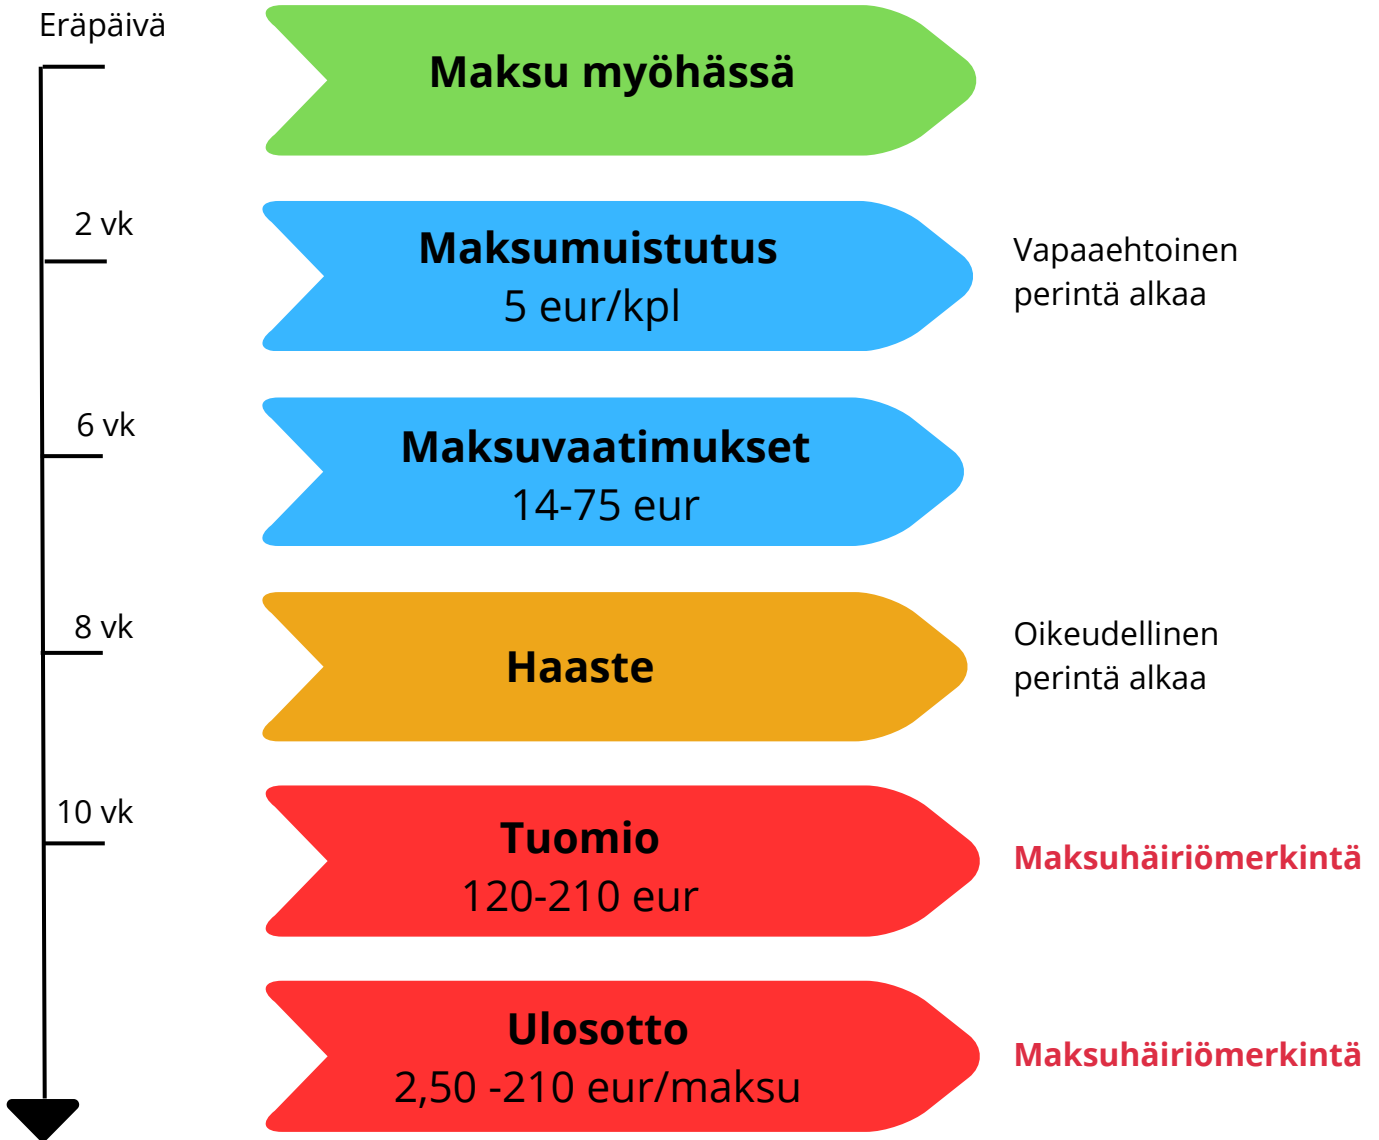 Eräpäivä
Maksu myöhässä
2 vk
Maksumuistutus
5 eur/kpl
Vapaaehtoinen
perintä alkaa
6 vk
Maksuvaatimukset
14-75 eur
8 vk
Haaste
Oikeudellinen
perintä alkaa
10 vk
Tuomio
120-210 eur
Maksuhäiriömerkintä
Ulosotto
2,50 -210 eur/maksu
Maksuhäiriömerkintä